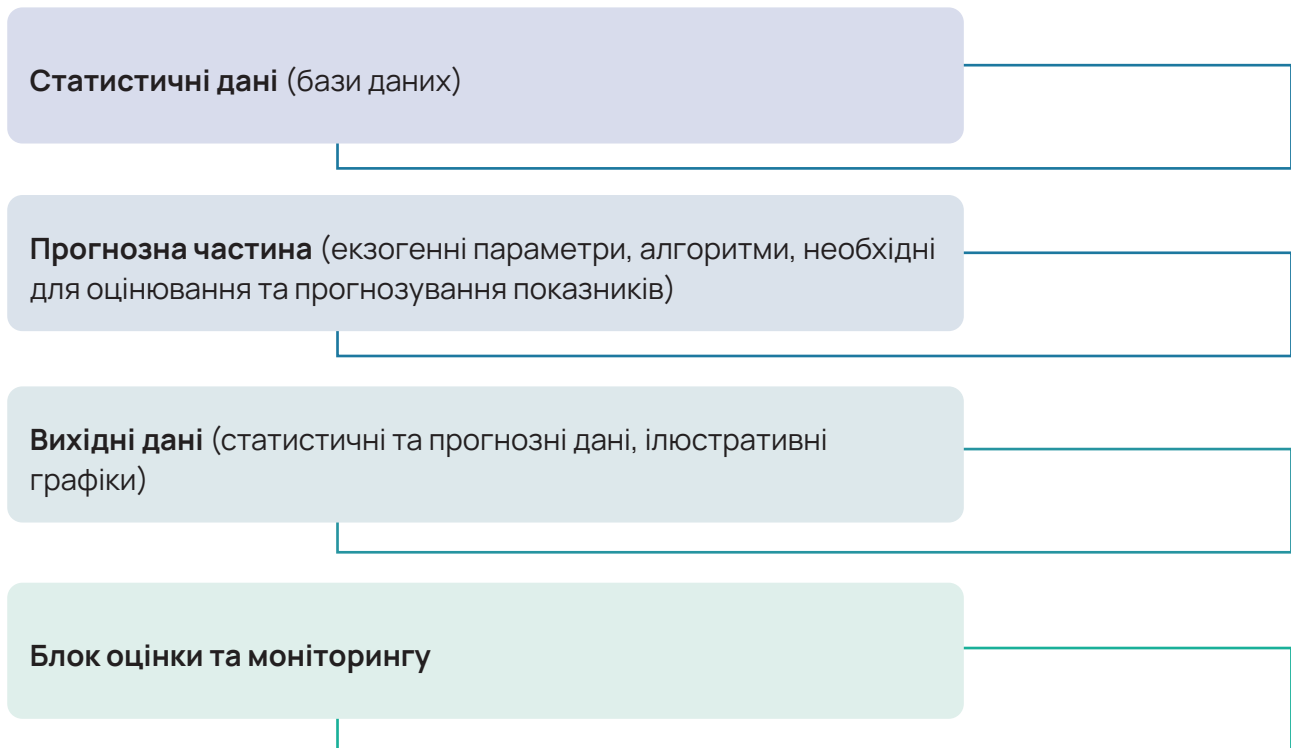 Статистичні дані (бази даних)
Прогнозна частина (екзогенні параметри, алгоритми, необхідні
для оцінювання та прогнозування показників)
Вихідні дані (статистичні та прогнозні дані, ілюстративні
графіки)
Блок оцінки та моніторингу